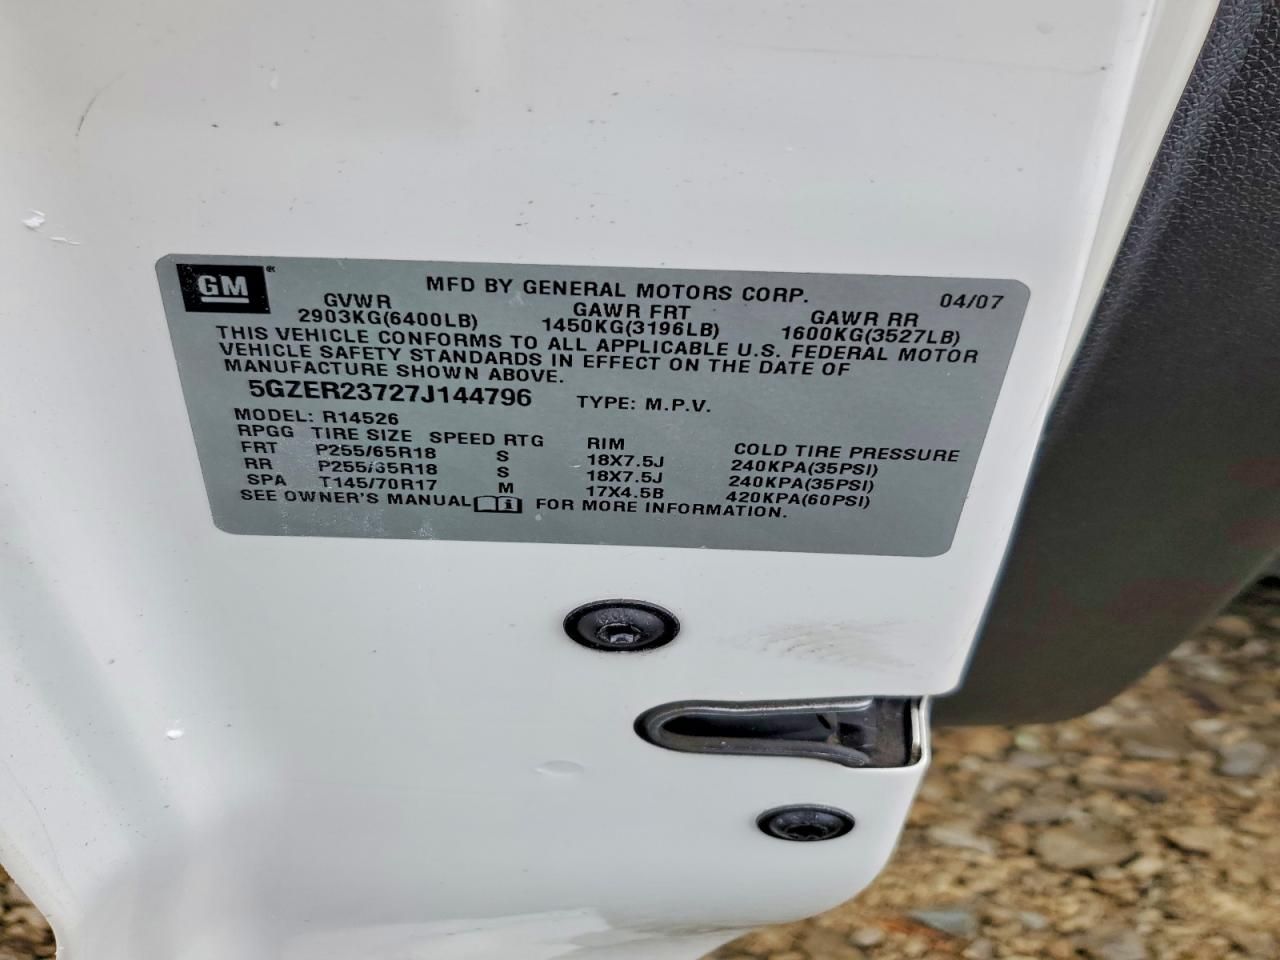 GM ® MFD BY GENERAL MOTORS CORP. 04/07
GVWR GAWR FRT GAWR RR
2903KG(6400LB) 1450KG(3196LB) 1600KG(3527LB)
THIS VEHICLE CONFORMS TO ALL APPLICABLE U.S. FEDERAL MOTOR
VEHICLE SAFETY STANDARDS IN EFFECT ON THE DATE OF
MANUFACTURE SHOWN ABOVE.
5GZER23727J144796 TYPE: M.P.V.
MODEL: R14526
RPGG TIRE SIZE SPEED RTG RIM COLD TIRE PRESSURE
FRT P255/65R18 S 18X7.5J 240KPA(35PSI)
RR P255/65R18 S 18X7.5J 240KPA(35PSI)
SPA T145/70R17 M 17X4.5B 420KPA(60PSI)
SEE OWNER'S MANUAL i FOR MORE INFORMATION.